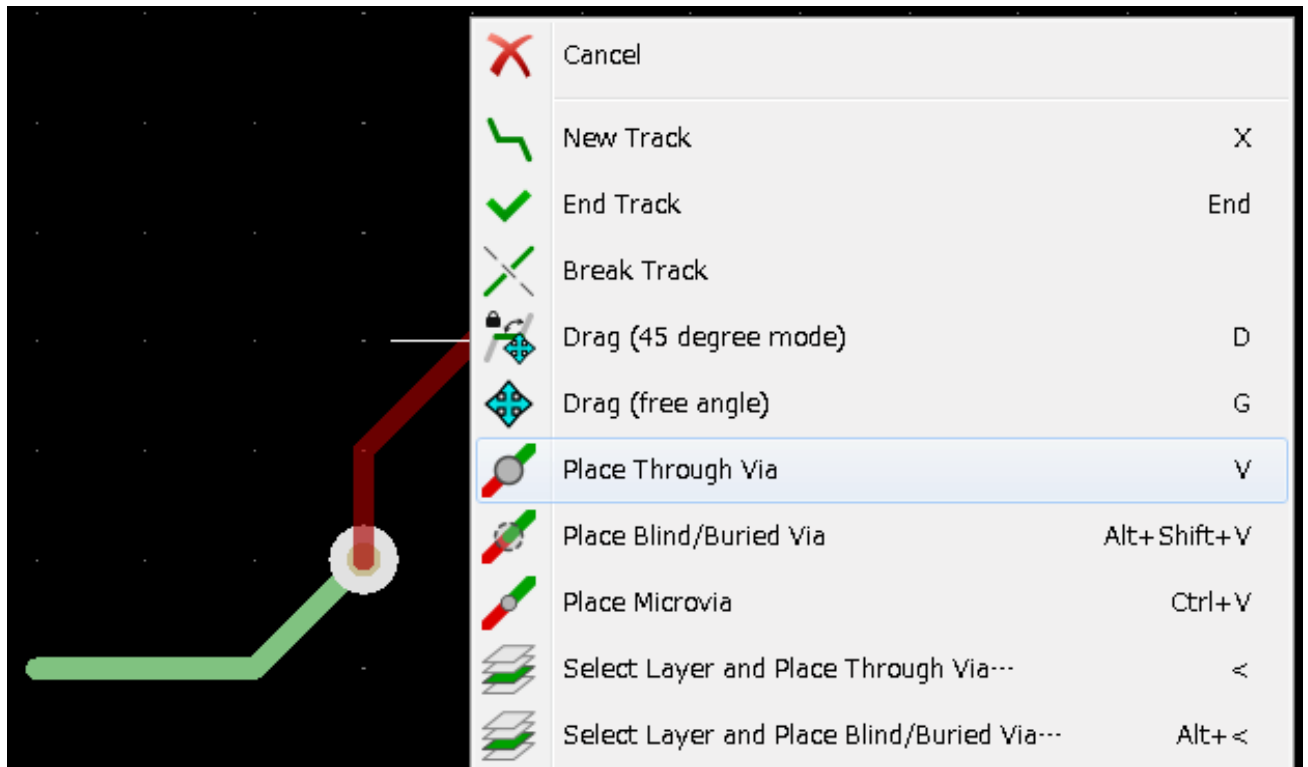 Cancel
New Track X
End Track End
Break Track
Drag (45 degree mode) D
Drag (free angle) G
Place Through Via V
Place Blind/Buried Via Alt+Shift+V
Place Microvia Ctrl+V
Select Layer and Place Through Via... <
Select Layer and Place Blind/Buried Via... Alt+<